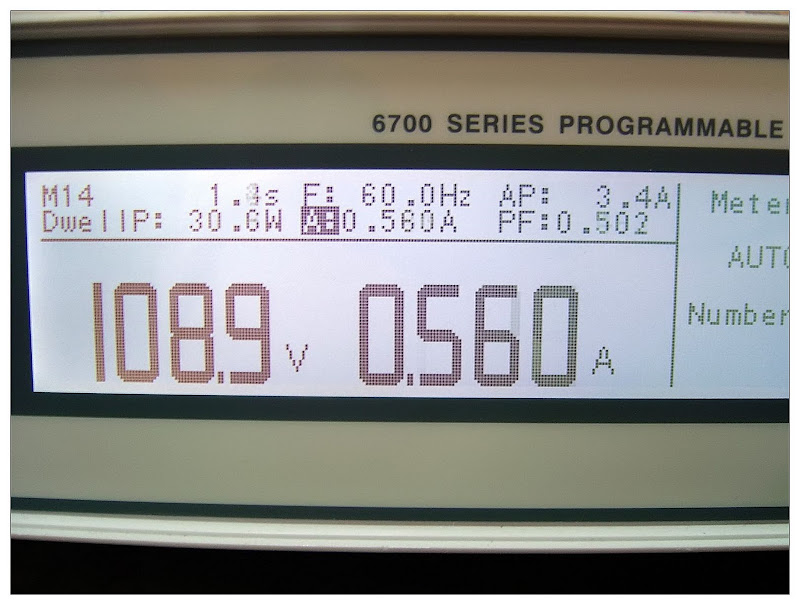 6700 SERIES PROGRAMMABLE
M14 F: 60.0Hz AP: 3.4A
Dwell P: 30.6W A:0.560A PF:0.502
108.9 V 0.560 A
Meter
AUTO
Number